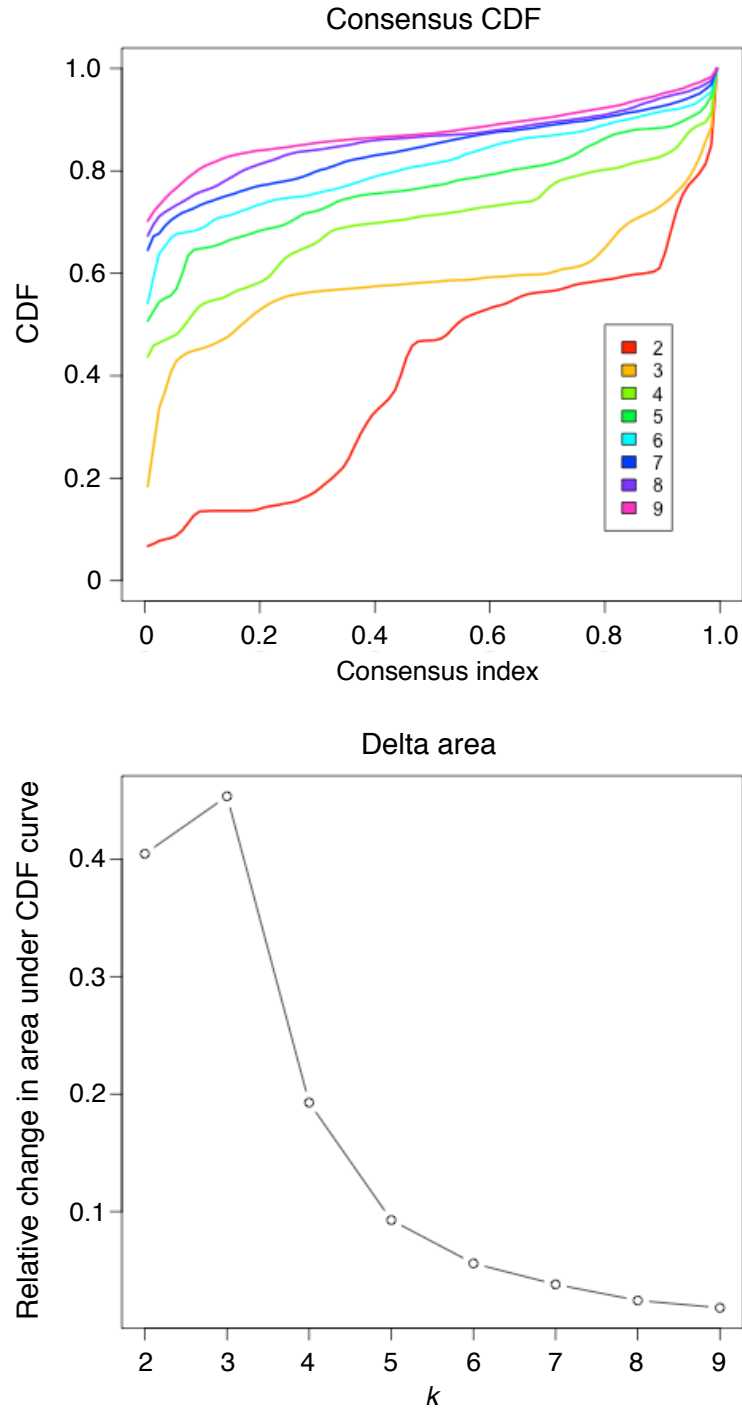 Consensus CDF
1.0
0.8
0.6
0.4
0.2
0
CDF
2
3
4
5
6
7
8
9
0 0.2 0.4 0.6 0.8 1.0
Consensus index
Delta area
0.4
0.3
0.2
0.1
Relative change in area under CDF curve
2 3 4 5 6 7 8 9
k